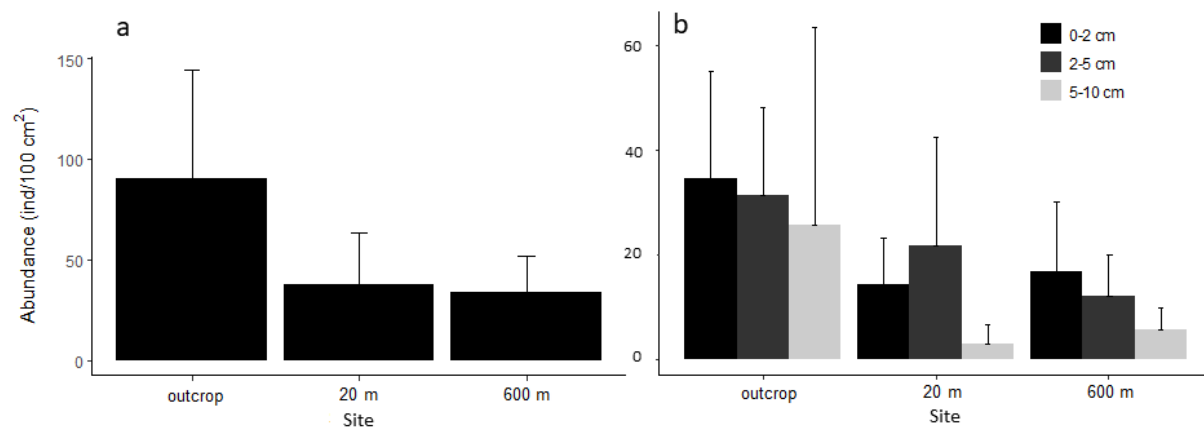 a
Abundance (ind/100 cm²)
150
100
50
0
outcrop 20 m 600 m
Site
b
0-2 cm
2-5 cm
5-10 cm
60
40
20
0
outcrop 20 m 600 m
Site